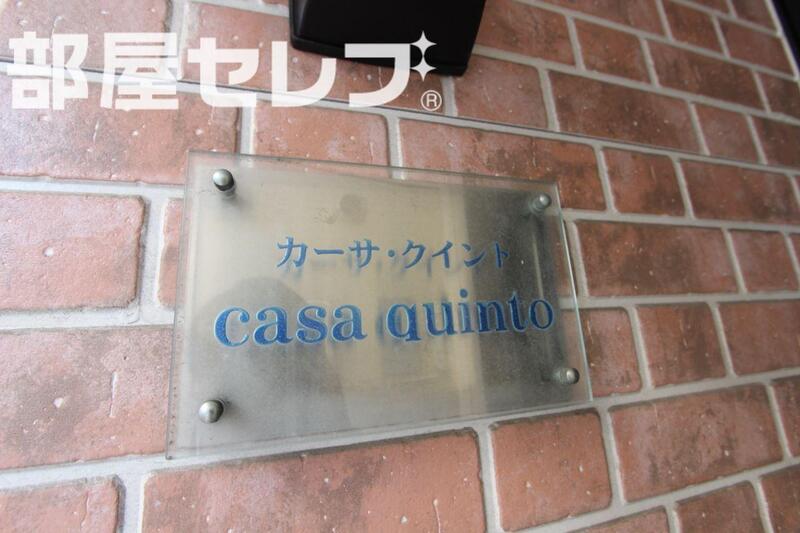 部屋セレブ®
カーサ・クイント
casa quinto